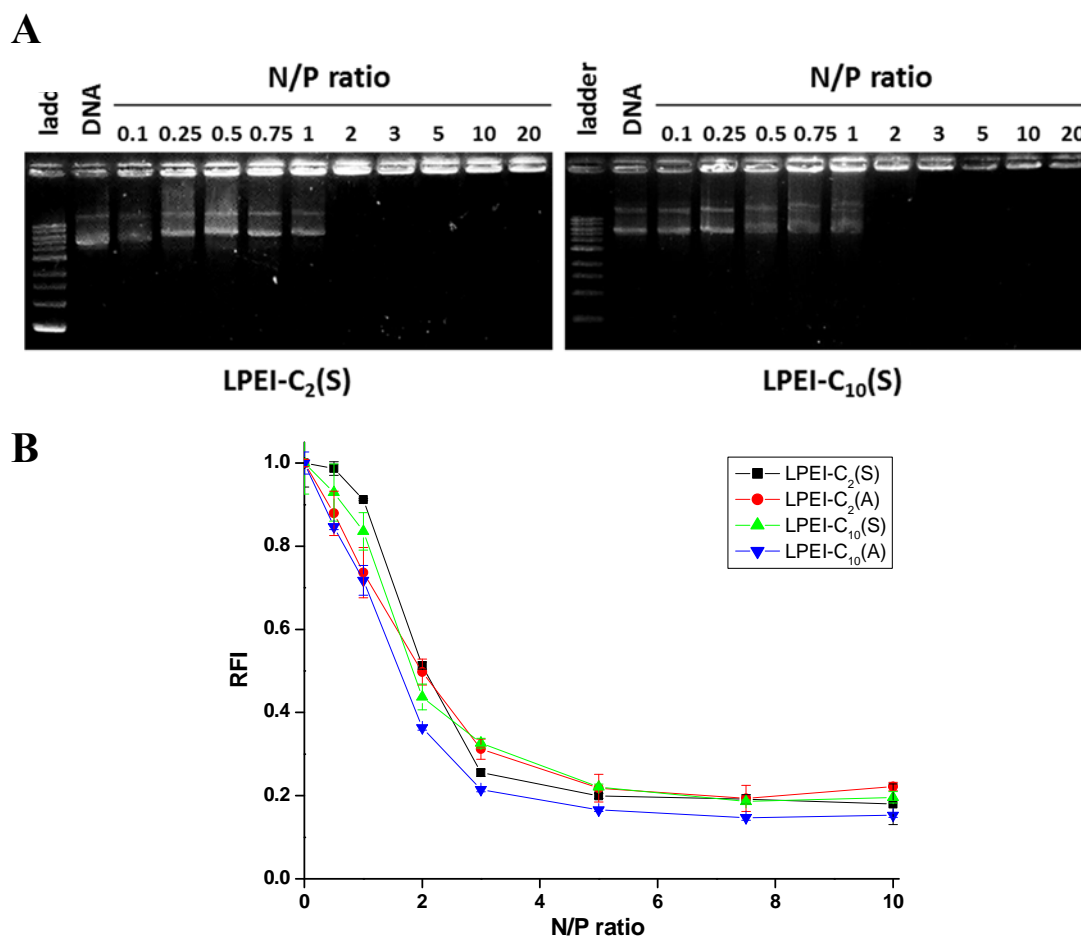 A
N/P ratio
ladd
DNA
0.1 0.25 0.5 0.75 1 2 3 5 10 20
LPEI-C₂(S)
N/P ratio
ladder
DNA
0.1 0.25 0.5 0.75 1 2 3 5 10 20
LPEI-C₁₀(S)
B
RFI
1.0
0.8
0.6
0.4
0.2
0.0
0 2 4 6 8 10
N/P ratio
LPEI-C₂(S)
LPEI-C₂(A)
LPEI-C₁₀(S)
LPEI-C₁₀(A)